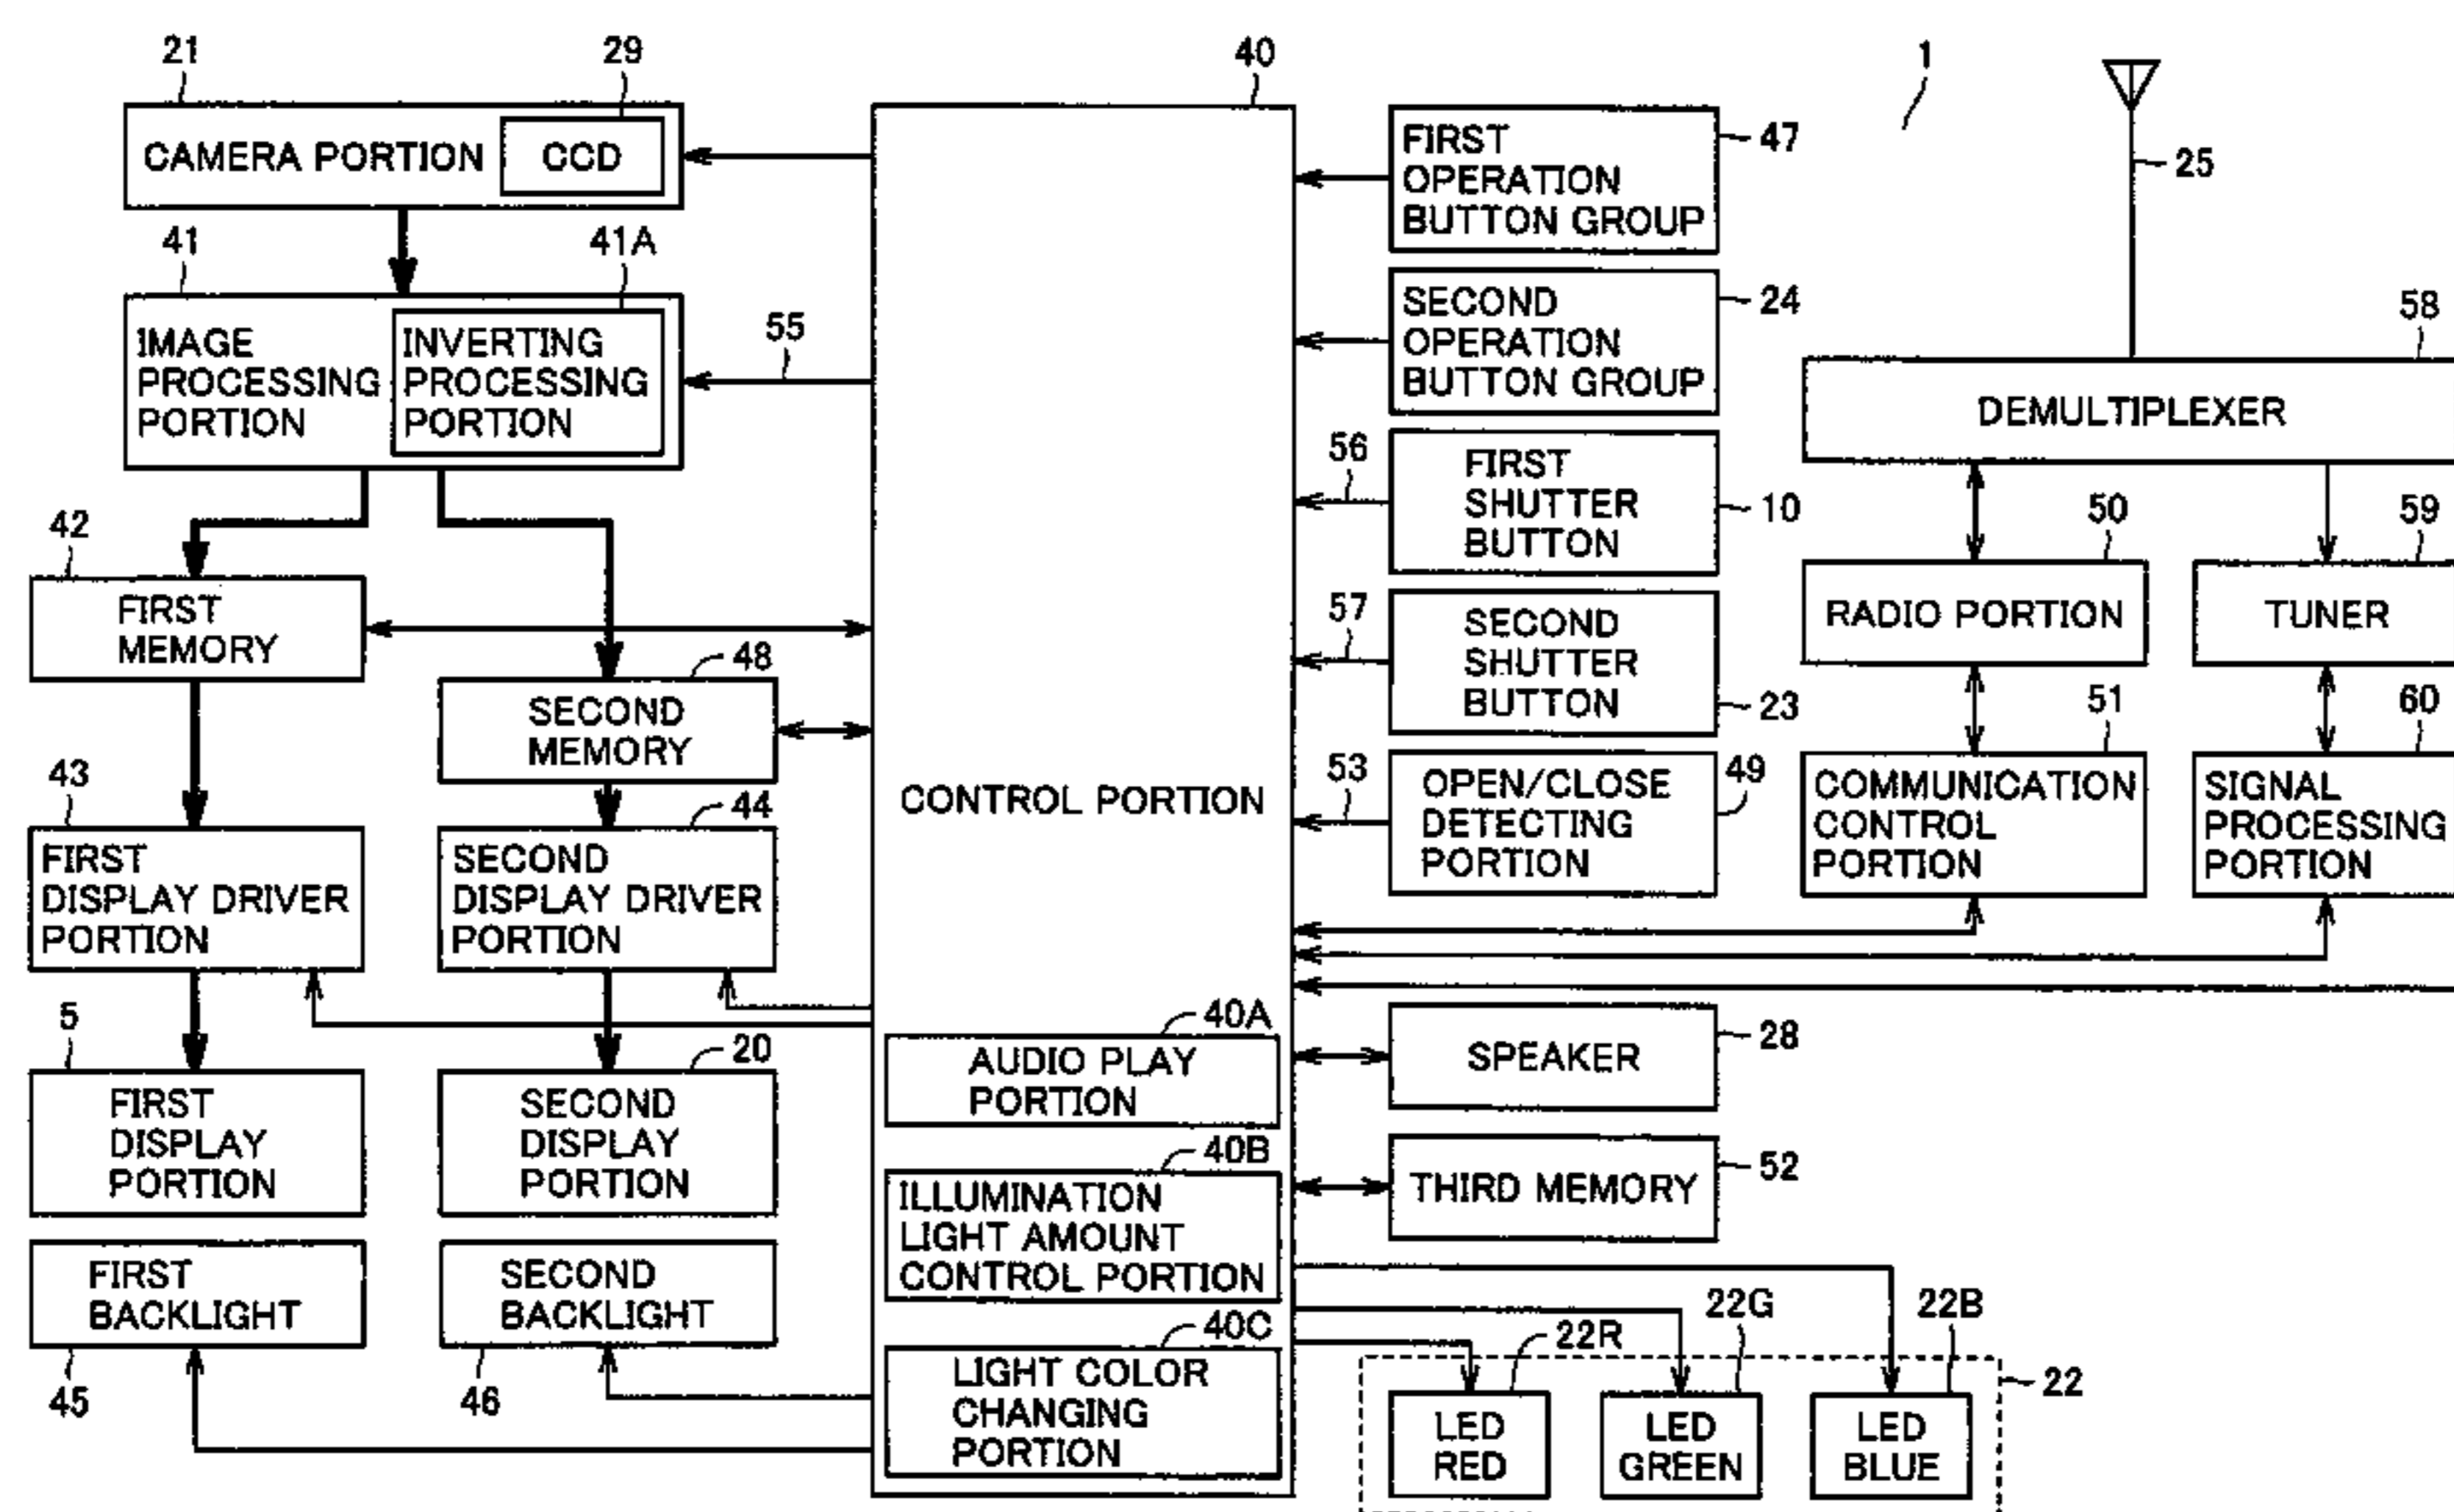 21
29
CAMERA PORTION
CCD
41
41A
IMAGE
PROCESSING
PORTION
INVERTING
PROCESSING
PORTION
55
42
FIRST
MEMORY
48
SECOND
MEMORY
43
FIRST
DISPLAY DRIVER
PORTION
44
SECOND
DISPLAY DRIVER
PORTION
5
FIRST
DISPLAY
PORTION
20
SECOND
DISPLAY
PORTION
FIRST
BACKLIGHT
45
SECOND
BACKLIGHT
46
40
CONTROL PORTION
40A
AUDIO PLAY
PORTION
40B
ILLUMINATION
LIGHT AMOUNT
CONTROL PORTION
40C
LIGHT COLOR
CHANGING
PORTION
FIRST
OPERATION
BUTTON GROUP
47
SECOND
OPERATION
BUTTON GROUP
24
56
FIRST
SHUTTER
BUTTON
10
57
SECOND
SHUTTER
BUTTON
23
53
OPEN/CLOSE
DETECTING
PORTION
49
SPEAKER
28
THIRD MEMORY
52
22R
22G
22B
22
LED
RED
LED
GREEN
LED
BLUE
1
25
58
DEMULTIPLEXER
50
RADIO PORTION
59
TUNER
51
COMMUNICATION
CONTROL
PORTION
60
SIGNAL
PROCESSING
PORTION